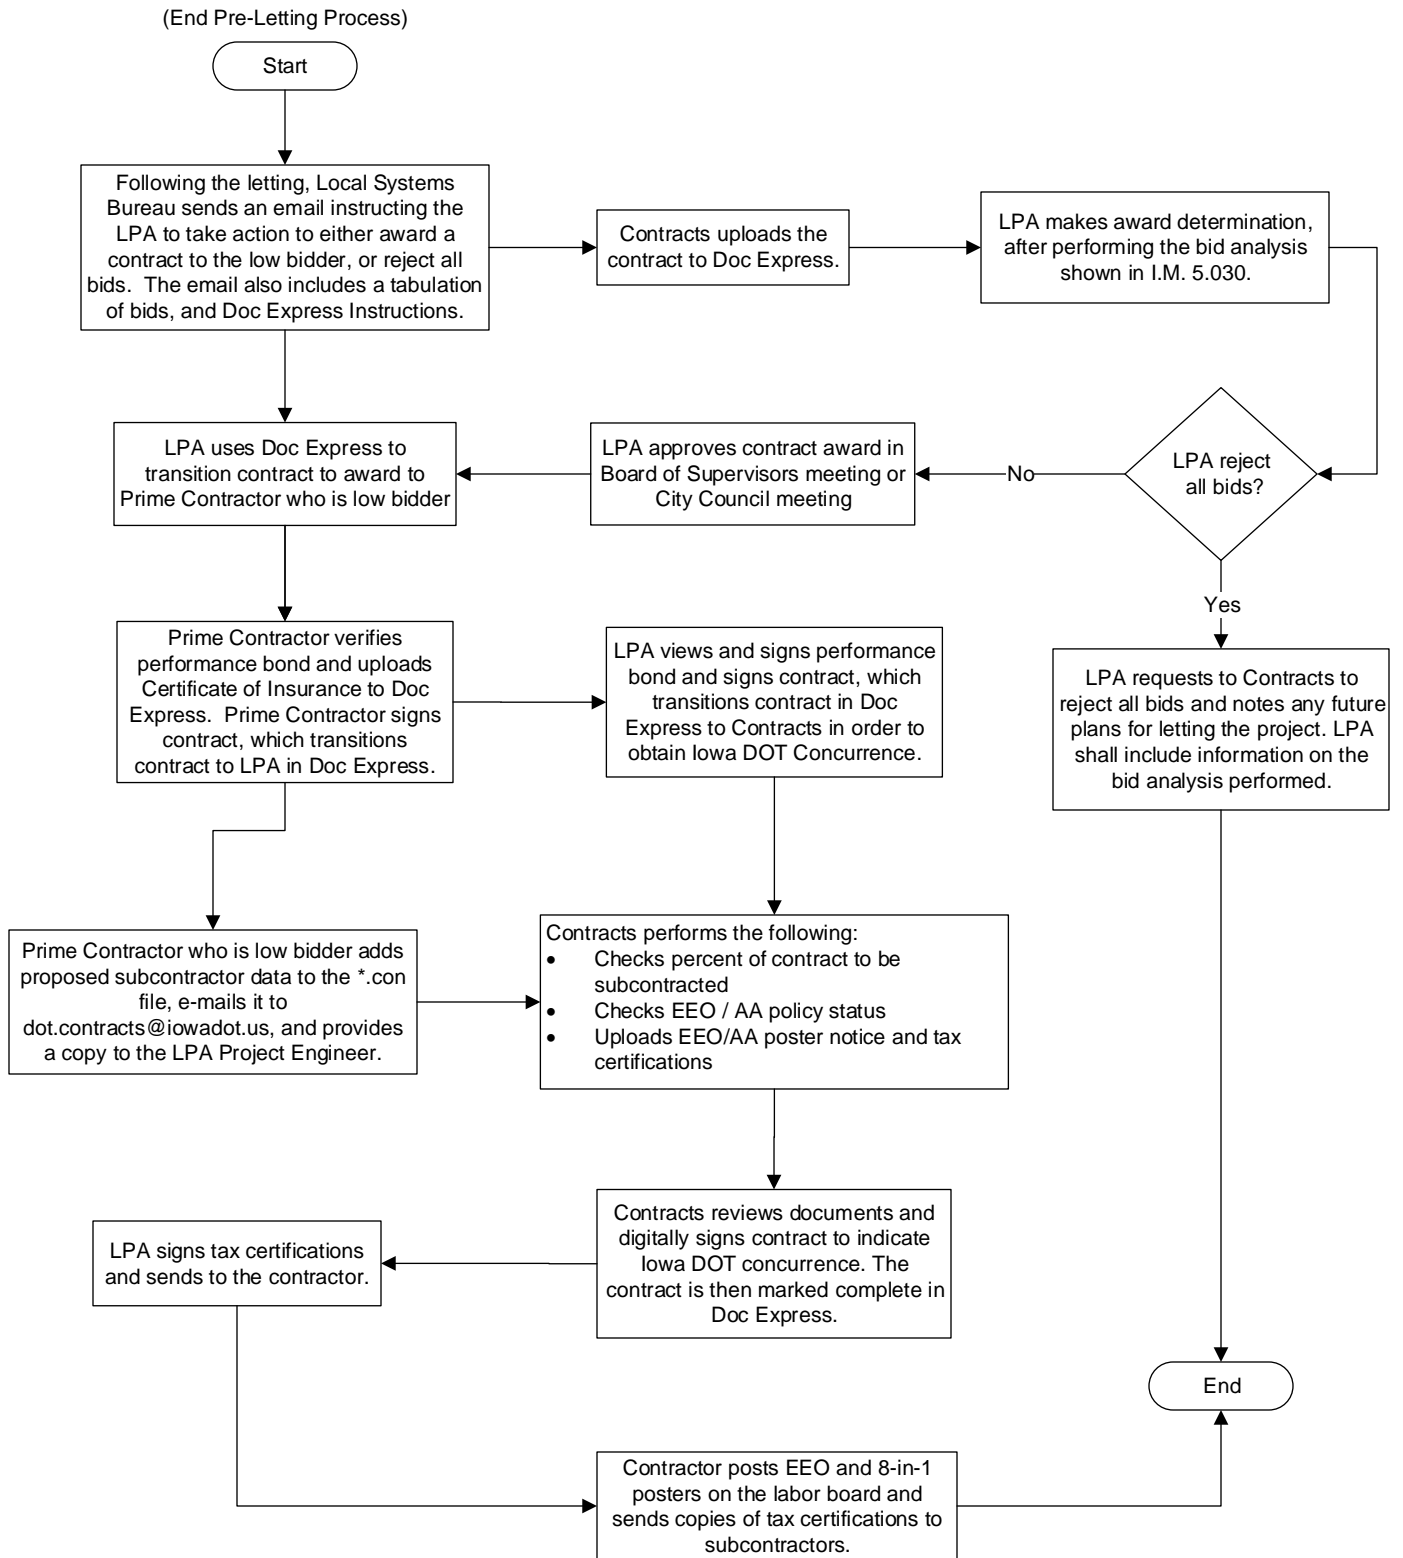 (End Pre-Letting Process)
Start
Following the letting, Local Systems
Bureau sends an email instructing the
LPA to take action to either award a
contract to the low bidder, or reject all
bids.  The email also includes a tabulation
of bids, and Doc Express Instructions.
Contracts uploads the
contract to Doc Express.
LPA makes award determination,
after performing the bid analysis
shown in I.M. 5.030.
LPA reject
all bids?
No
LPA approves contract award in
Board of Supervisors meeting or
City Council meeting
LPA uses Doc Express to
transition contract to award to
Prime Contractor who is low bidder
Yes
Prime Contractor verifies
performance bond and uploads
Certificate of Insurance to Doc
Express.  Prime Contractor signs
contract, which transitions
contract to LPA in Doc Express.
LPA views and signs performance
bond and signs contract, which
transitions contract in Doc
Express to Contracts in order to
obtain Iowa DOT Concurrence.
LPA requests to Contracts to
reject all bids and notes any future
plans for letting the project. LPA
shall include information on the
bid analysis performed.
Prime Contractor who is low bidder adds
proposed subcontractor data to the *.con
file, e-mails it to
dot.contracts@iowadot.us, and provides
a copy to the LPA Project Engineer.
Contracts performs the following:
• Checks percent of contract to be
subcontracted
• Checks EEO / AA policy status
• Uploads EEO/AA poster notice and tax
certifications
Contracts reviews documents and
digitally signs contract to indicate
Iowa DOT concurrence. The
contract is then marked complete in
Doc Express.
LPA signs tax certifications
and sends to the contractor.
End
Contractor posts EEO and 8-in-1
posters on the labor board and
sends copies of tax certifications to
subcontractors.